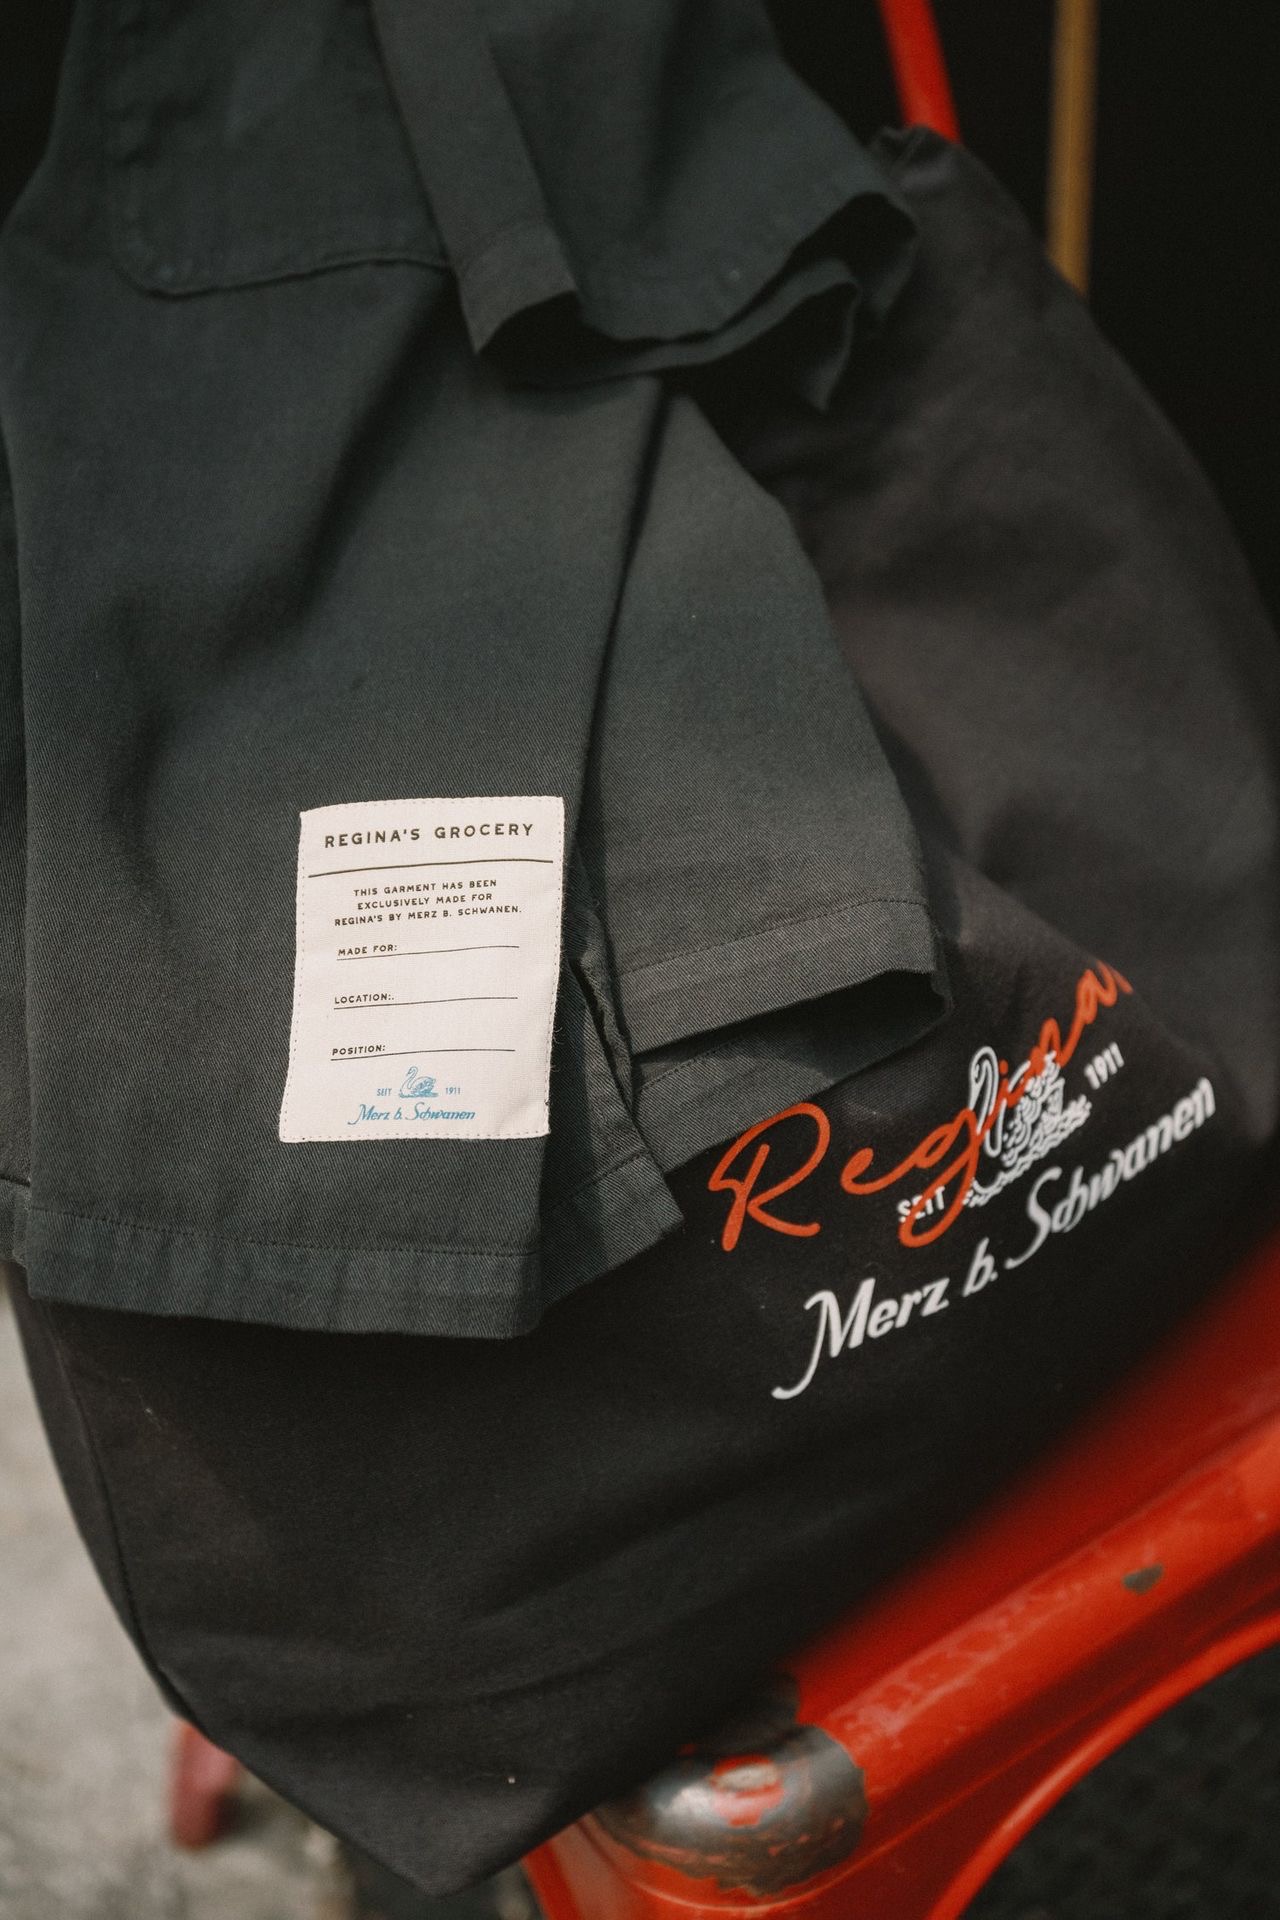 REGINA'S GROCERY
THIS GARMENT HAS BEEN
EXCLUSIVELY MADE FOR
REGINA'S BY MERZ B. SCHWANEN.
MADE FOR:
LOCATION:.
POSITION:
SEIT 1911
Merz b. Schwanen
Regina's
SEIT 1911
Merz b. Schwanen